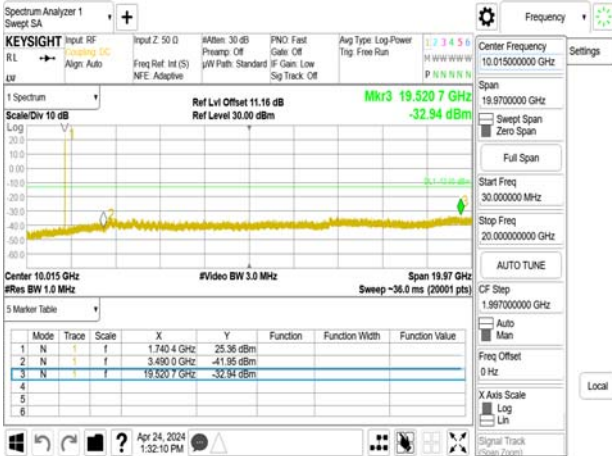 Spectrum Analyzer 1
Swept SA
+
Frequency
KEYSIGHT Input: RF
RL
Coupling: DC
Align: Auto
Input Z: 50 Ω
Freq Ref: Int (S)
NFE: Adaptive
#Atten: 30 dB
Preamp: Off
µW Path: Standard
PNO: Fast
Gate: Off
IF Gain: Low
Sig Track: Off
Avg Type: Log-Power
Trig: Free Run
1 2 3 4 5 6
M W W W W W
P N N N N N
LW
1 Spectrum
Scale/Div 10 dB
Ref Lvl Offset 11.16 dB
Ref Level 30.00 dBm
Mkr3 19.520 7 GHz
-32.94 dBm
Log
20.0
10.0
0.00
-10.0
-20.0
-30.0
-40.0
-50.0
-60.0
1
2
3
Center 10.015 GHz
#Video BW 3.0 MHz
Span 19.97 GHz
#Res BW 1.0 MHz
Sweep ~36.0 ms (20001 pts)
5 Marker Table
Mode Trace Scale X Y Function Function Width Function Value
1 N 1 f 1.740 4 GHz 25.36 dBm
2 N 1 f 3.490 0 GHz -41.95 dBm
3 N 1 f 19.520 7 GHz -32.94 dBm
4
5
6
?
Apr 24, 2024
1:32:10 PM
Center Frequency
10.015000000 GHz
Settings
Span
19.9700000 GHz
Swept Span
Zero Span
Full Span
Start Freq
30.000000 MHz
Stop Freq
20.000000000 GHz
AUTO TUNE
CF Step
1.997000000 GHz
Auto
Man
Freq Offset
0 Hz
X Axis Scale
Log
Lin
Local
Signal Track
(Span Zoom)